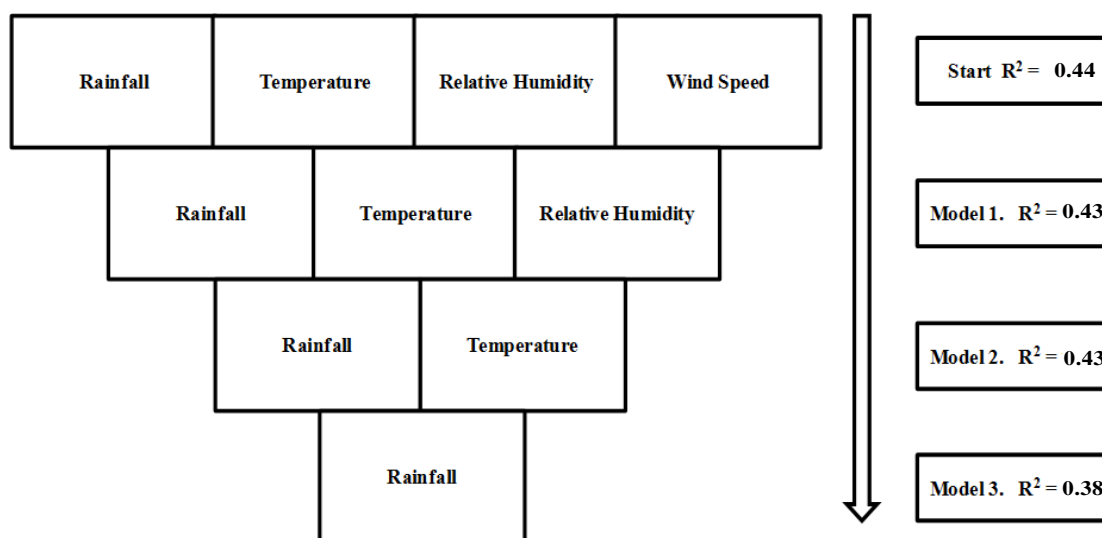 Rainfall Temperature Relative Humidity Wind Speed Start R² = 0.44
Rainfall Temperature Relative Humidity Model 1. R² = 0.43
Rainfall Temperature Model 2. R² = 0.43
Rainfall Model 3. R² = 0.38